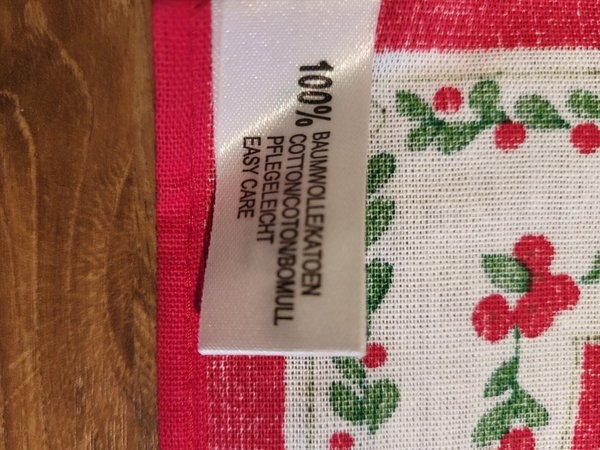 100% BAUMWOLLE/KATOEN
COTTON/COTON/BOMULL
PFLEGELEICHT
EASY CARE